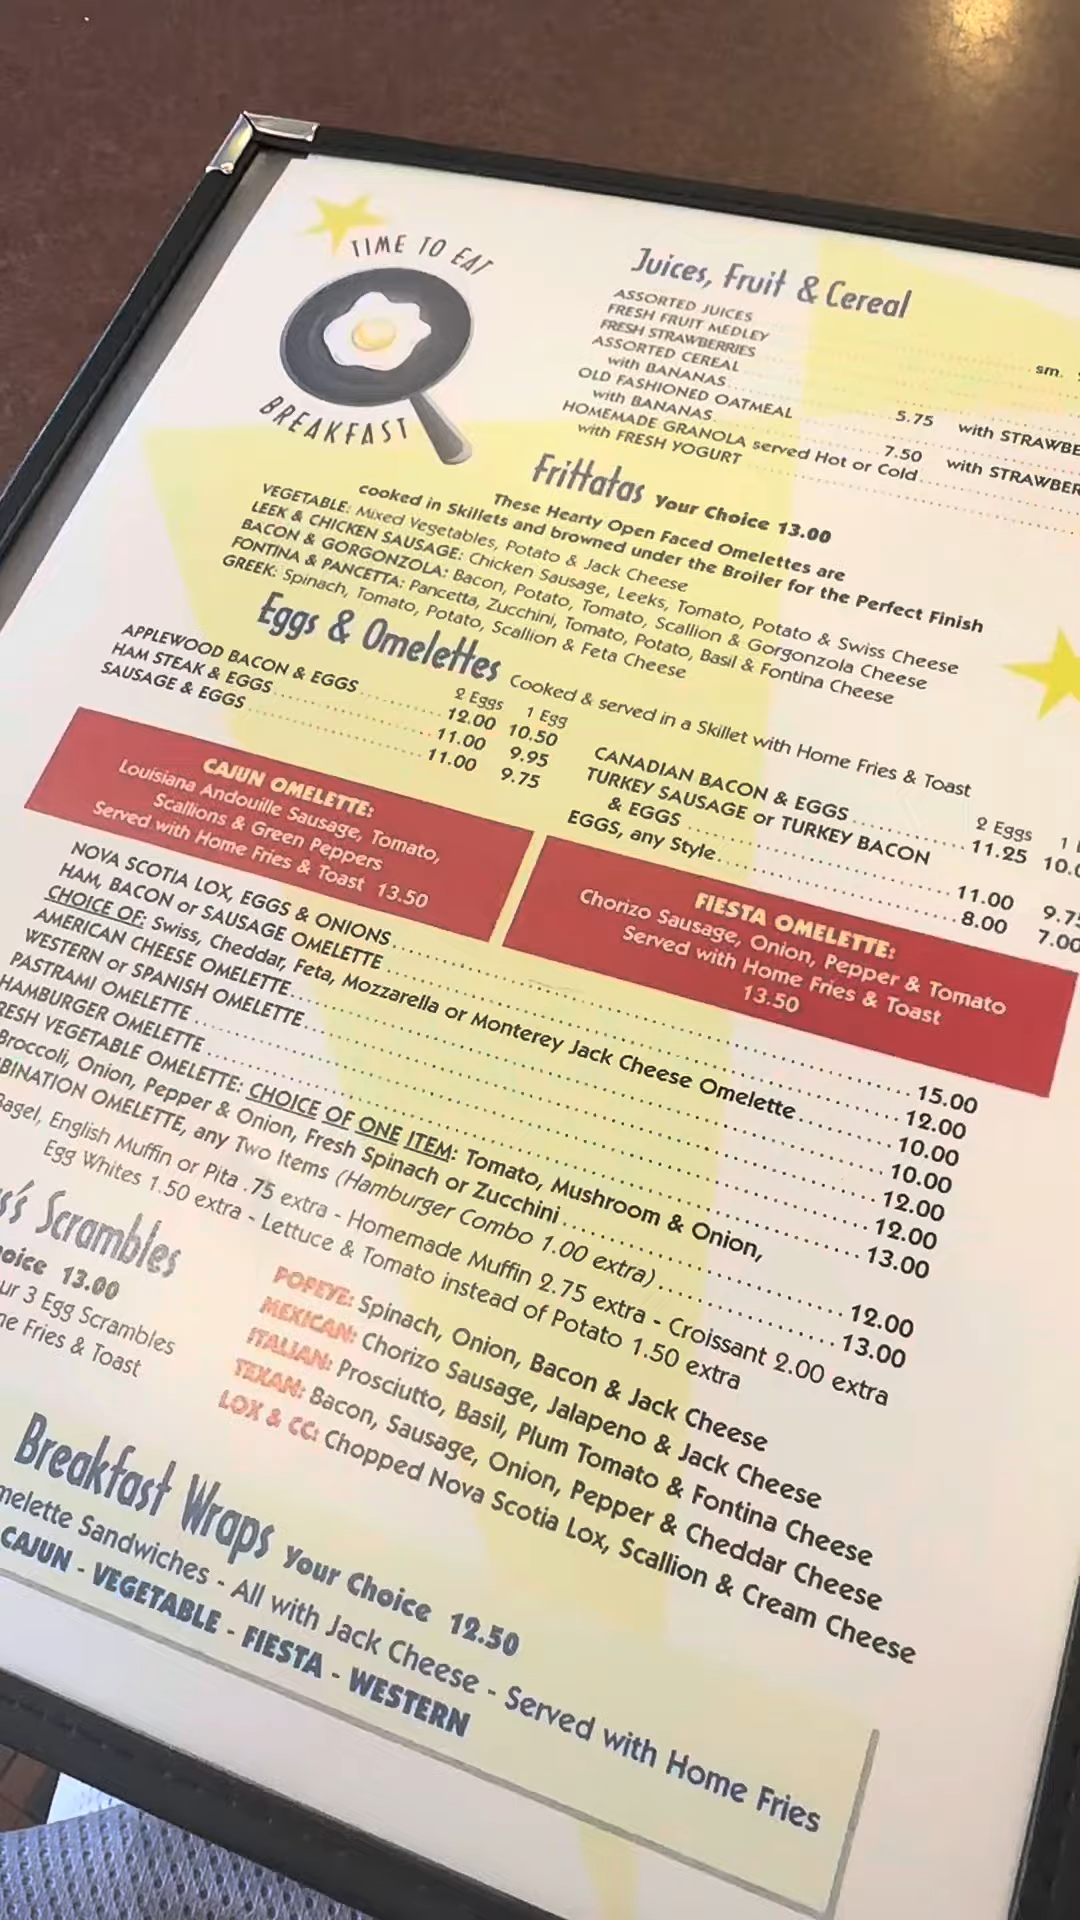 TIME TO EAT
BREAKFAST
Juices, Fruit & Cereal
ASSORTED JUICES
sm.
FRESH FRUIT MEDLEY
FRESH STRAWBERRIES
ASSORTED CEREAL
with BANANAS 5.75 with STRAWBE
OLD FASHIONED OATMEAL
with BANANAS 7.50 with STRAWBER
HOMEMADE GRANOLA served Hot or Cold
with FRESH YOGURT
Frittatas Your Choice 13.00
These Hearty Open Faced Omelettes are
cooked in Skillets and browned under the Broiler for the Perfect Finish
VEGETABLE: Mixed Vegetables, Potato & Jack Cheese
LEEK & CHICKEN SAUSAGE: Chicken Sausage, Leeks, Tomato, Potato & Swiss Cheese
BACON & GORGONZOLA: Bacon, Potato, Tomato, Scallion & Gorgonzola Cheese
FONTINA & PANCETTA: Pancetta, Zucchini, Tomato, Potato, Basil & Fontina Cheese
GREEK: Spinach, Tomato, Potato, Scallion & Feta Cheese
Eggs & Omelettes Cooked & served in a Skillet with Home Fries & Toast
2 Eggs 1 Egg
APPLEWOOD BACON & EGGS 12.00 10.50
HAM STEAK & EGGS 11.00 9.95
SAUSAGE & EGGS 11.00 9.75
2 Eggs 1
CANADIAN BACON & EGGS 11.25 10.0
TURKEY SAUSAGE or TURKEY BACON
& EGGS 11.00 9.75
EGGS, any Style 8.00 7.00
CAJUN OMELETTE:
Louisiana Andouille Sausage, Tomato,
Scallions & Green Peppers
Served with Home Fries & Toast 13.50
FIESTA OMELETTE:
Chorizo Sausage, Onion, Pepper & Tomato
Served with Home Fries & Toast
13.50
NOVA SCOTIA LOX, EGGS & ONIONS 15.00
HAM, BACON or SAUSAGE OMELETTE 12.00
CHOICE OF: Swiss, Cheddar, Feta, Mozzarella or Monterey Jack Cheese Omelette 10.00
AMERICAN CHEESE OMELETTE 10.00
WESTERN or SPANISH OMELETTE 12.00
PASTRAMI OMELETTE 12.00
HAMBURGER OMELETTE 13.00
RESH VEGETABLE OMELETTE: CHOICE OF ONE ITEM: Tomato, Mushroom & Onion,
Broccoli, Onion, Pepper & Onion, Fresh Spinach or Zucchini 12.00
BINATION OMELETTE, any Two Items (Hamburger Combo 1.00 extra) 13.00
Bagel, English Muffin or Pita .75 extra - Homemade Muffin 2.75 extra - Croissant 2.00 extra
Egg Whites 1.50 extra - Lettuce & Tomato instead of Potato 1.50 extra
s's Scrambles
oice 13.00
ur 3 Egg Scrambles
me Fries & Toast
POPEYE: Spinach, Onion, Bacon & Jack Cheese
MEXICAN: Chorizo Sausage, Jalapeno & Jack Cheese
ITALIAN: Prosciutto, Basil, Plum Tomato & Fontina Cheese
TEXAN: Bacon, Sausage, Onion, Pepper & Cheddar Cheese
LOX & CC: Chopped Nova Scotia Lox, Scallion & Cream Cheese
Breakfast Wraps Your Choice 12.50
melette Sandwiches - All with Jack Cheese - Served with Home Fries
CAJUN - VEGETABLE - FIESTA - WESTERN